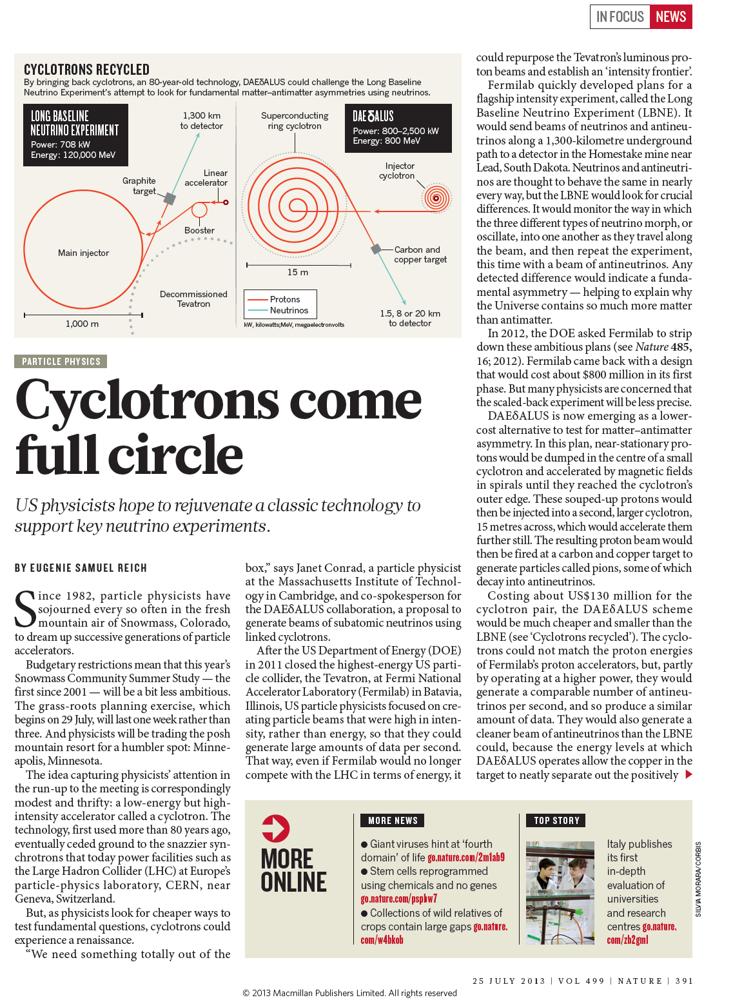 IN FOCUS NEWS
CYCLOTRONS RECYCLED
By bringing back cyclotrons, an 80-year-old technology, DAEδALUS could challenge the Long Baseline
Neutrino Experiment's attempt to look for fundamental matter–antimatter asymmetries using neutrinos.
LONG BASELINE
NEUTRINO EXPERIMENT
Power: 708 kW
Energy: 120,000 MeV
1,300 km
to detector
Graphite
target
Linear
accelerator
Booster
Main injector
Decommissioned
Tevatron
1,000 m
Superconducting
ring cyclotron
DAEδALUS
Power: 800–2,500 kW
Energy: 800 MeV
Injector
cyclotron
Carbon and
copper target
15 m
Protons
Neutrinos
kW, kilowatts;MeV, megaelectronvolts
1.5, 8 or 20 km
to detector
PARTICLE PHYSICS
Cyclotrons come
full circle
US physicists hope to rejuvenate a classic technology to
support key neutrino experiments.
BY EUGENIE SAMUEL REICH
Since 1982, particle physicists have
sojourned every so often in the fresh
mountain air of Snowmass, Colorado,
to dream up successive generations of particle
accelerators.
Budgetary restrictions mean that this year's
Snowmass Community Summer Study — the
first since 2001 — will be a bit less ambitious.
The grass-roots planning exercise, which
begins on 29 July, will last one week rather than
three. And physicists will be trading the posh
mountain resort for a humbler spot: Minne-
apolis, Minnesota.
The idea capturing physicists' attention in
the run-up to the meeting is correspondingly
modest and thrifty: a low-energy but high-
intensity accelerator called a cyclotron. The
technology, first used more than 80 years ago,
eventually ceded ground to the snazzier syn-
chrotrons that today power facilities such as
the Large Hadron Collider (LHC) at Europe's
particle-physics laboratory, CERN, near
Geneva, Switzerland.
But, as physicists look for cheaper ways to
test fundamental questions, cyclotrons could
experience a renaissance.
“We need something totally out of the
box,” says Janet Conrad, a particle physicist
at the Massachusetts Institute of Technol-
ogy in Cambridge, and co-spokesperson for
the DAEδALUS collaboration, a proposal to
generate beams of subatomic neutrinos using
linked cyclotrons.
After the US Department of Energy (DOE)
in 2011 closed the highest-energy US parti-
cle collider, the Tevatron, at Fermi National
Accelerator Laboratory (Fermilab) in Batavia,
Illinois, US particle physicists focused on cre-
ating particle beams that were high in inten-
sity, rather than energy, so that they could
generate large amounts of data per second.
That way, even if Fermilab would no longer
compete with the LHC in terms of energy, it
could repurpose the Tevatron's luminous pro-
ton beams and establish an ‘intensity frontier’.
Fermilab quickly developed plans for a
flagship intensity experiment, called the Long
Baseline Neutrino Experiment (LBNE). It
would send beams of neutrinos and antineu-
trinos along a 1,300-kilometre underground
path to a detector in the Homestake mine near
Lead, South Dakota. Neutrinos and antineutri-
nos are thought to behave the same in nearly
every way, but the LBNE would look for crucial
differences. It would monitor the way in which
the three different types of neutrino morph, or
oscillate, into one another as they travel along
the beam, and then repeat the experiment,
this time with a beam of antineutrinos. Any
detected difference would indicate a funda-
mental asymmetry — helping to explain why
the Universe contains so much more matter
than antimatter.
In 2012, the DOE asked Fermilab to strip
down these ambitious plans (see Nature 485,
16; 2012). Fermilab came back with a design
that would cost about $800 million in its first
phase. But many physicists are concerned that
the scaled-back experiment will be less precise.
DAEδALUS is now emerging as a lower-
cost alternative to test for matter–antimatter
asymmetry. In this plan, near-stationary pro-
tons would be dumped in the centre of a small
cyclotron and accelerated by magnetic fields
in spirals until they reached the cyclotron's
outer edge. These souped-up protons would
then be injected into a second, larger cyclotron,
15 metres across, which would accelerate them
further still. The resulting proton beam would
then be fired at a carbon and copper target to
generate particles called pions, some of which
decay into antineutrinos.
Costing about US$130 million for the
cyclotron pair, the DAEδALUS scheme
would be much cheaper and smaller than the
LBNE (see ‘Cyclotrons recycled’). The cyclo-
trons could not match the proton energies
of Fermilab's proton accelerators, but, partly
by operating at a higher power, they would
generate a comparable number of antineu-
trinos per second, and so produce a similar
amount of data. They would also generate a
cleaner beam of antineutrinos than the LBNE
could, because the energy levels at which
DAEδALUS operates allow the copper in the
target to neatly separate out the positively ▶
MORE
ONLINE
MORE NEWS
● Giant viruses hint at ‘fourth
domain’ of life go.nature.com/2m1ab9
● Stem cells reprogrammed
using chemicals and no genes
go.nature.com/pspbw7
● Collections of wild relatives of
crops contain large gaps go.nature.
com/w4bkob
TOP STORY
Italy publishes
its first
in-depth
evaluation of
universities
and research
centres go.nature.
com/zb2gml
SILVIA MORARA/CORBIS
25 JULY 2013 | VOL 499 | NATURE | 391
© 2013 Macmillan Publishers Limited. All rights reserved